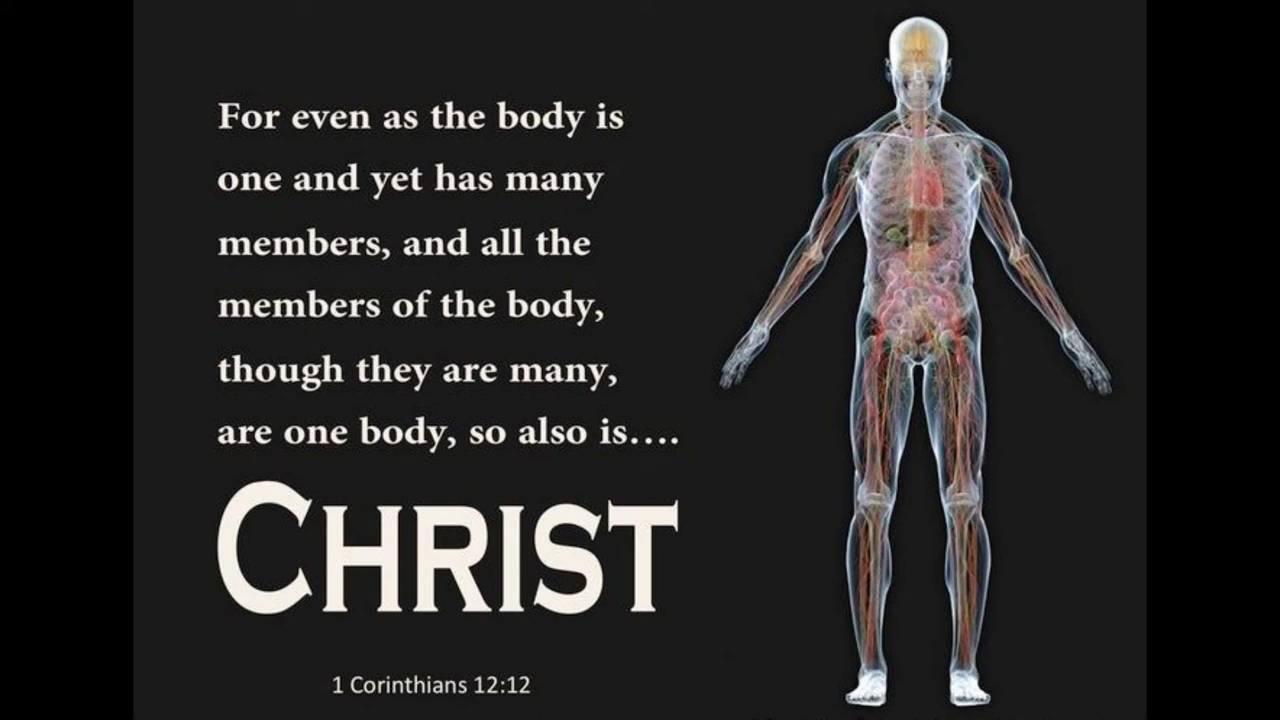 For even as the body is
one and yet has many
members, and all the
members of the body,
though they are many,
are one body, so also is....
CHRIST
1 Corinthians 12:12